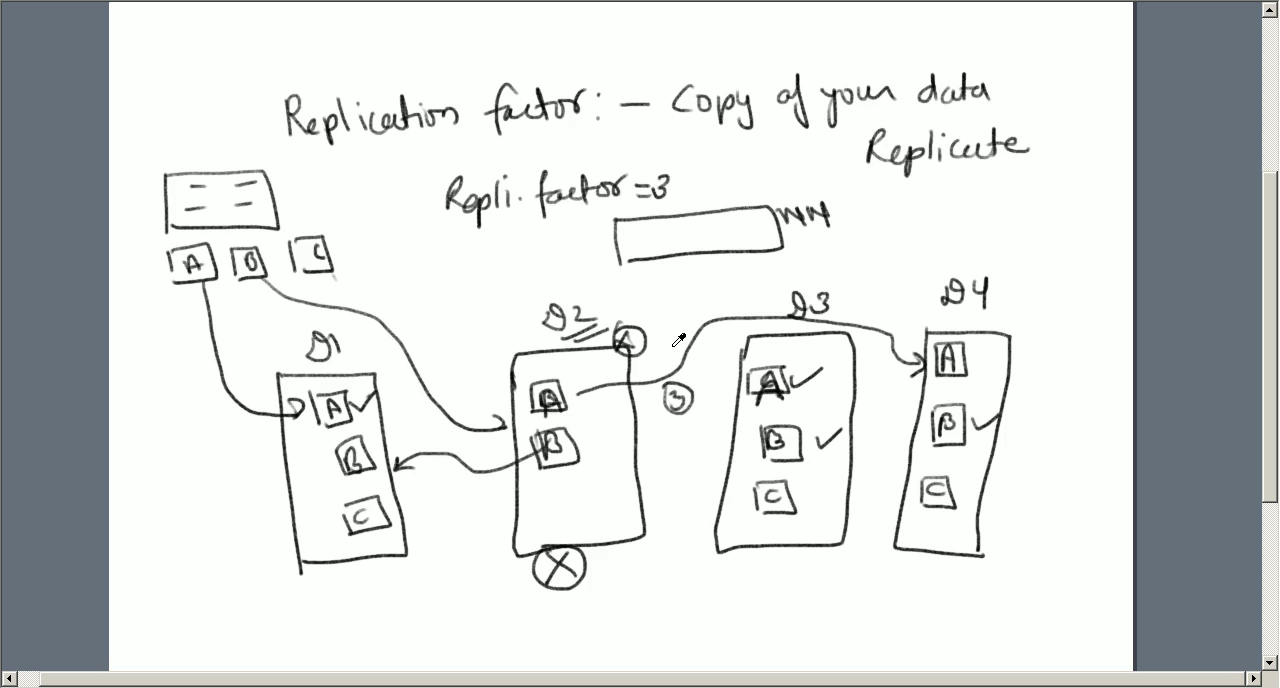 Replication factor: — Copy of your data
Replicate
Repli. factor = 3
NN
A B C
D1 D2 D3 D4
A
A
A
B
B
B
B
C
C
C
3
X